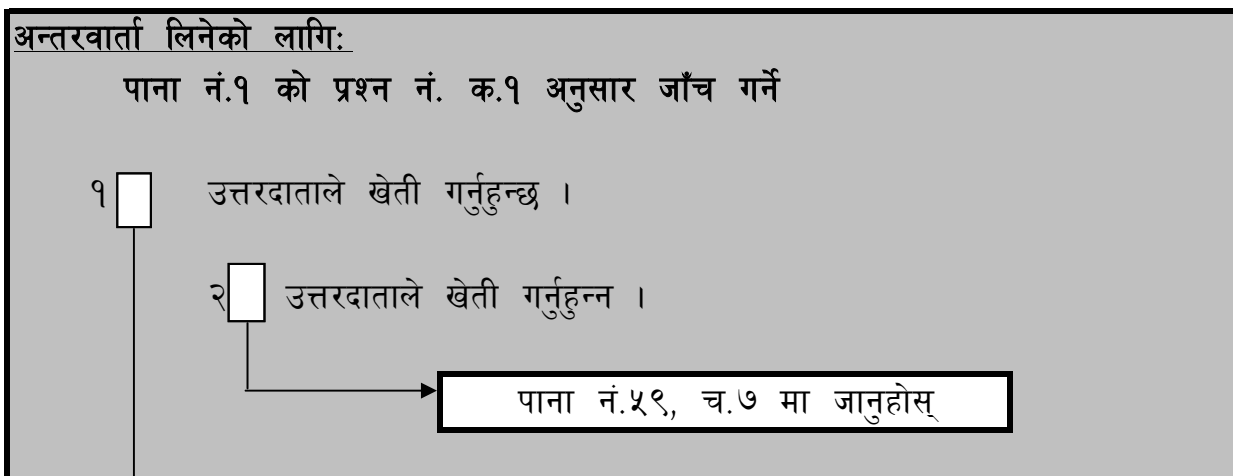 अन्तरवार्ता लिनेको लागिः
पाना नं.१ को प्रश्न नं. क.१ अनुसार जाँच गर्ने
१ उत्तरदाताले खेती गर्नुहुन्छ ।
२ उत्तरदाताले खेती गर्नुहुन्न ।
पाना नं.५९, च.७ मा जानुहोस्